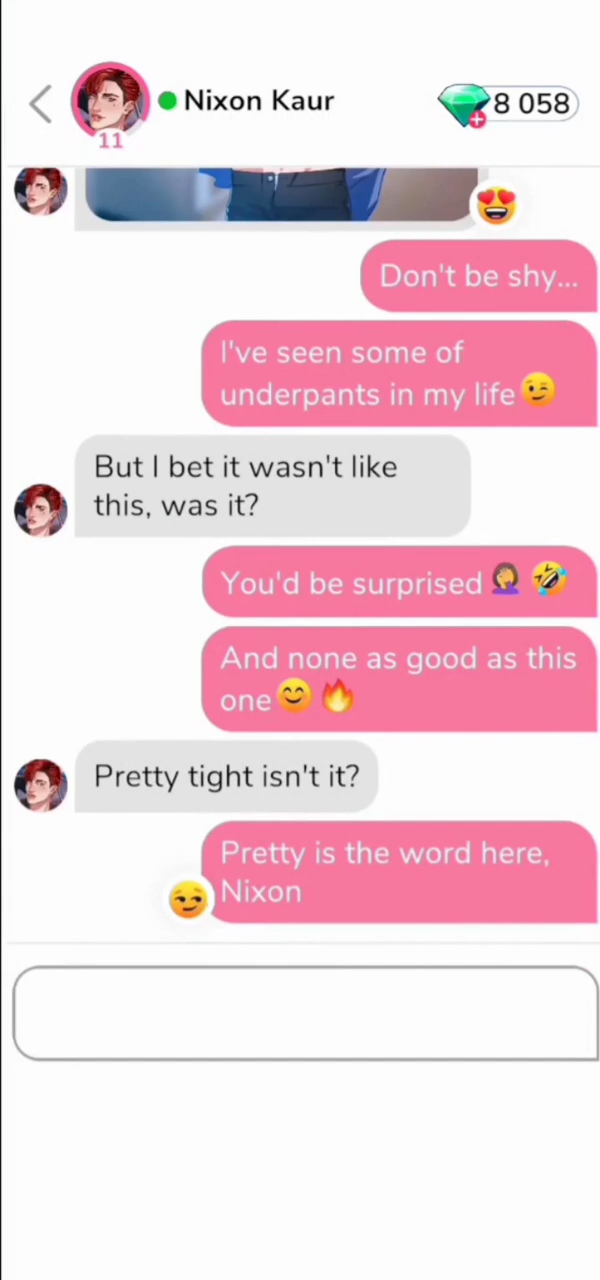 Nixon Kaur
8 058
11
Don't be shy...
I've seen some of
underpants in my life 😉
But I bet it wasn't like
this, was it?
You'd be surprised 🤦‍♀️ 🤣
And none as good as this
one 😊 🔥
Pretty tight isn't it?
Pretty is the word here,
Nixon